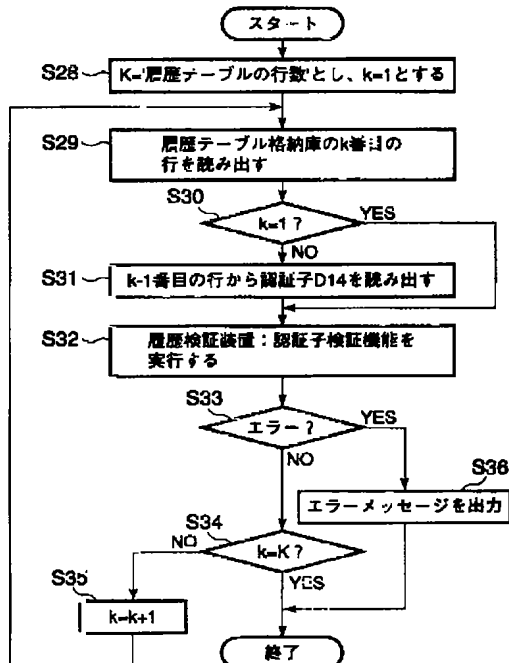 スタート
S28
K='履歴テーブルの行数'とし、k=1とする
S29
履歴テーブル格納庫のk番目の
行を読み出す
S30
k=1？
YES
NO
S31
k-1番目の行から認証子D14を読み出す
S32
履歴検証装置：認証子検証機能を
実行する
S33
エラー？
YES
NO
S36
エラーメッセージを出力
S34
k=K？
NO
YES
S35
k=k+1
終了